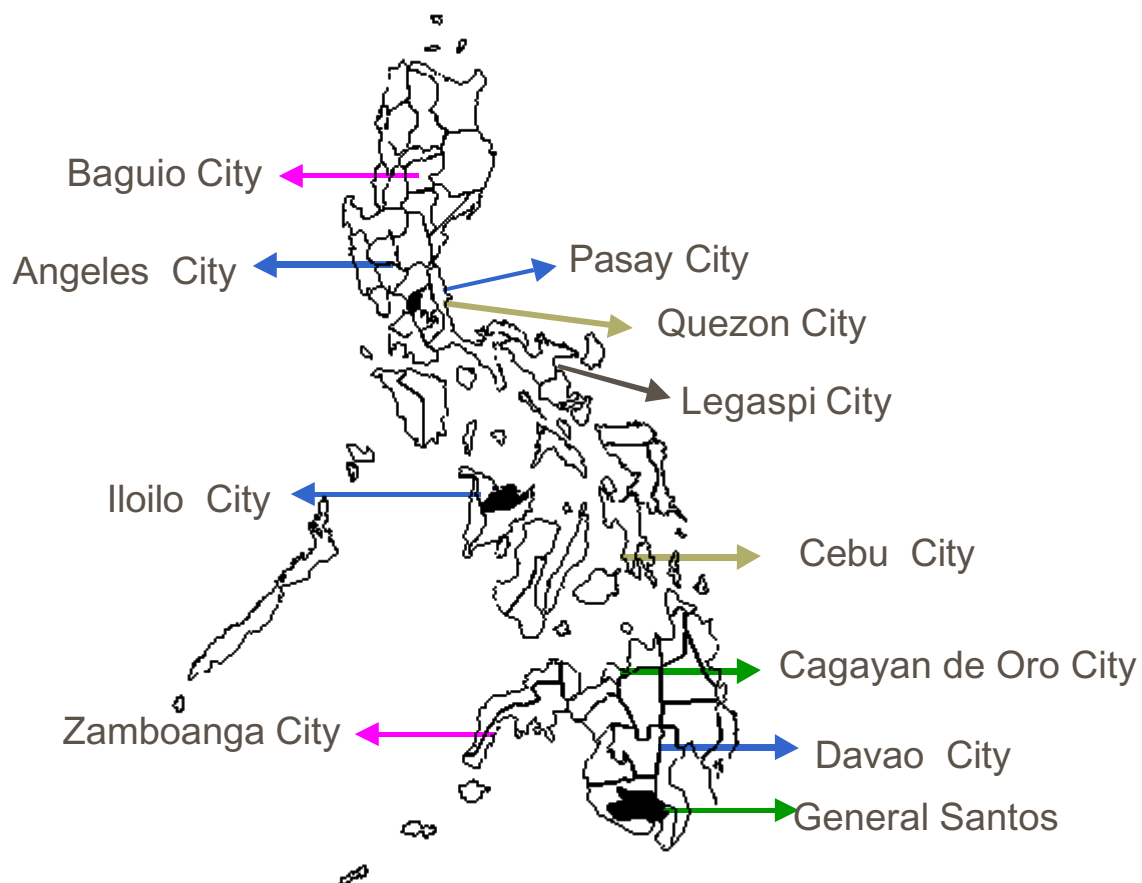 Baguio City
Angeles City
Pasay City
Quezon City
Legaspi City
Iloilo City
Cebu City
Cagayan de Oro City
Zamboanga City
Davao City
General Santos